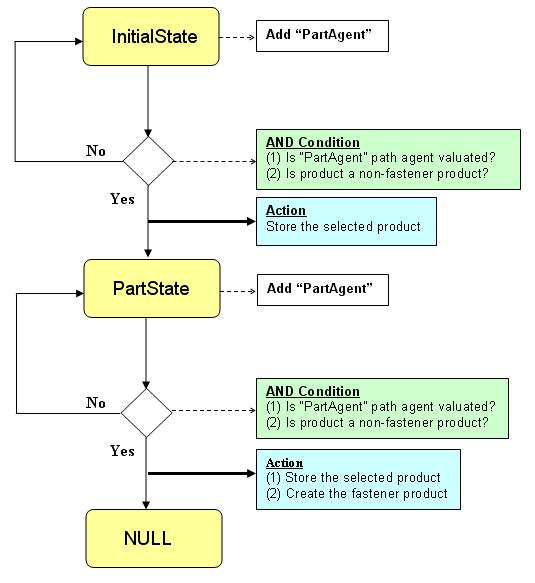 InitialState
Add “PartAgent”
No
AND Condition
(1) Is "PartAgent" path agent valuated?
(2) Is product a non-fastener product?
Yes
Action
Store the selected product
PartState
Add “PartAgent”
No
AND Condition
(1) Is "PartAgent" path agent valuated?
(2) Is product a non-fastener product?
Yes
Action
(1) Store the selected product
(2) Create the fastener product
NULL